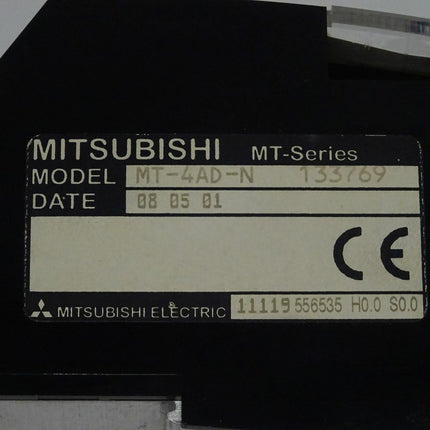 MITSUBISHI MT-Series
MODEL MT-4AD-N 133769
DATE 08 05 01
CE
MITSUBISHI ELECTRIC 11119 556535 H0.0 S0.0